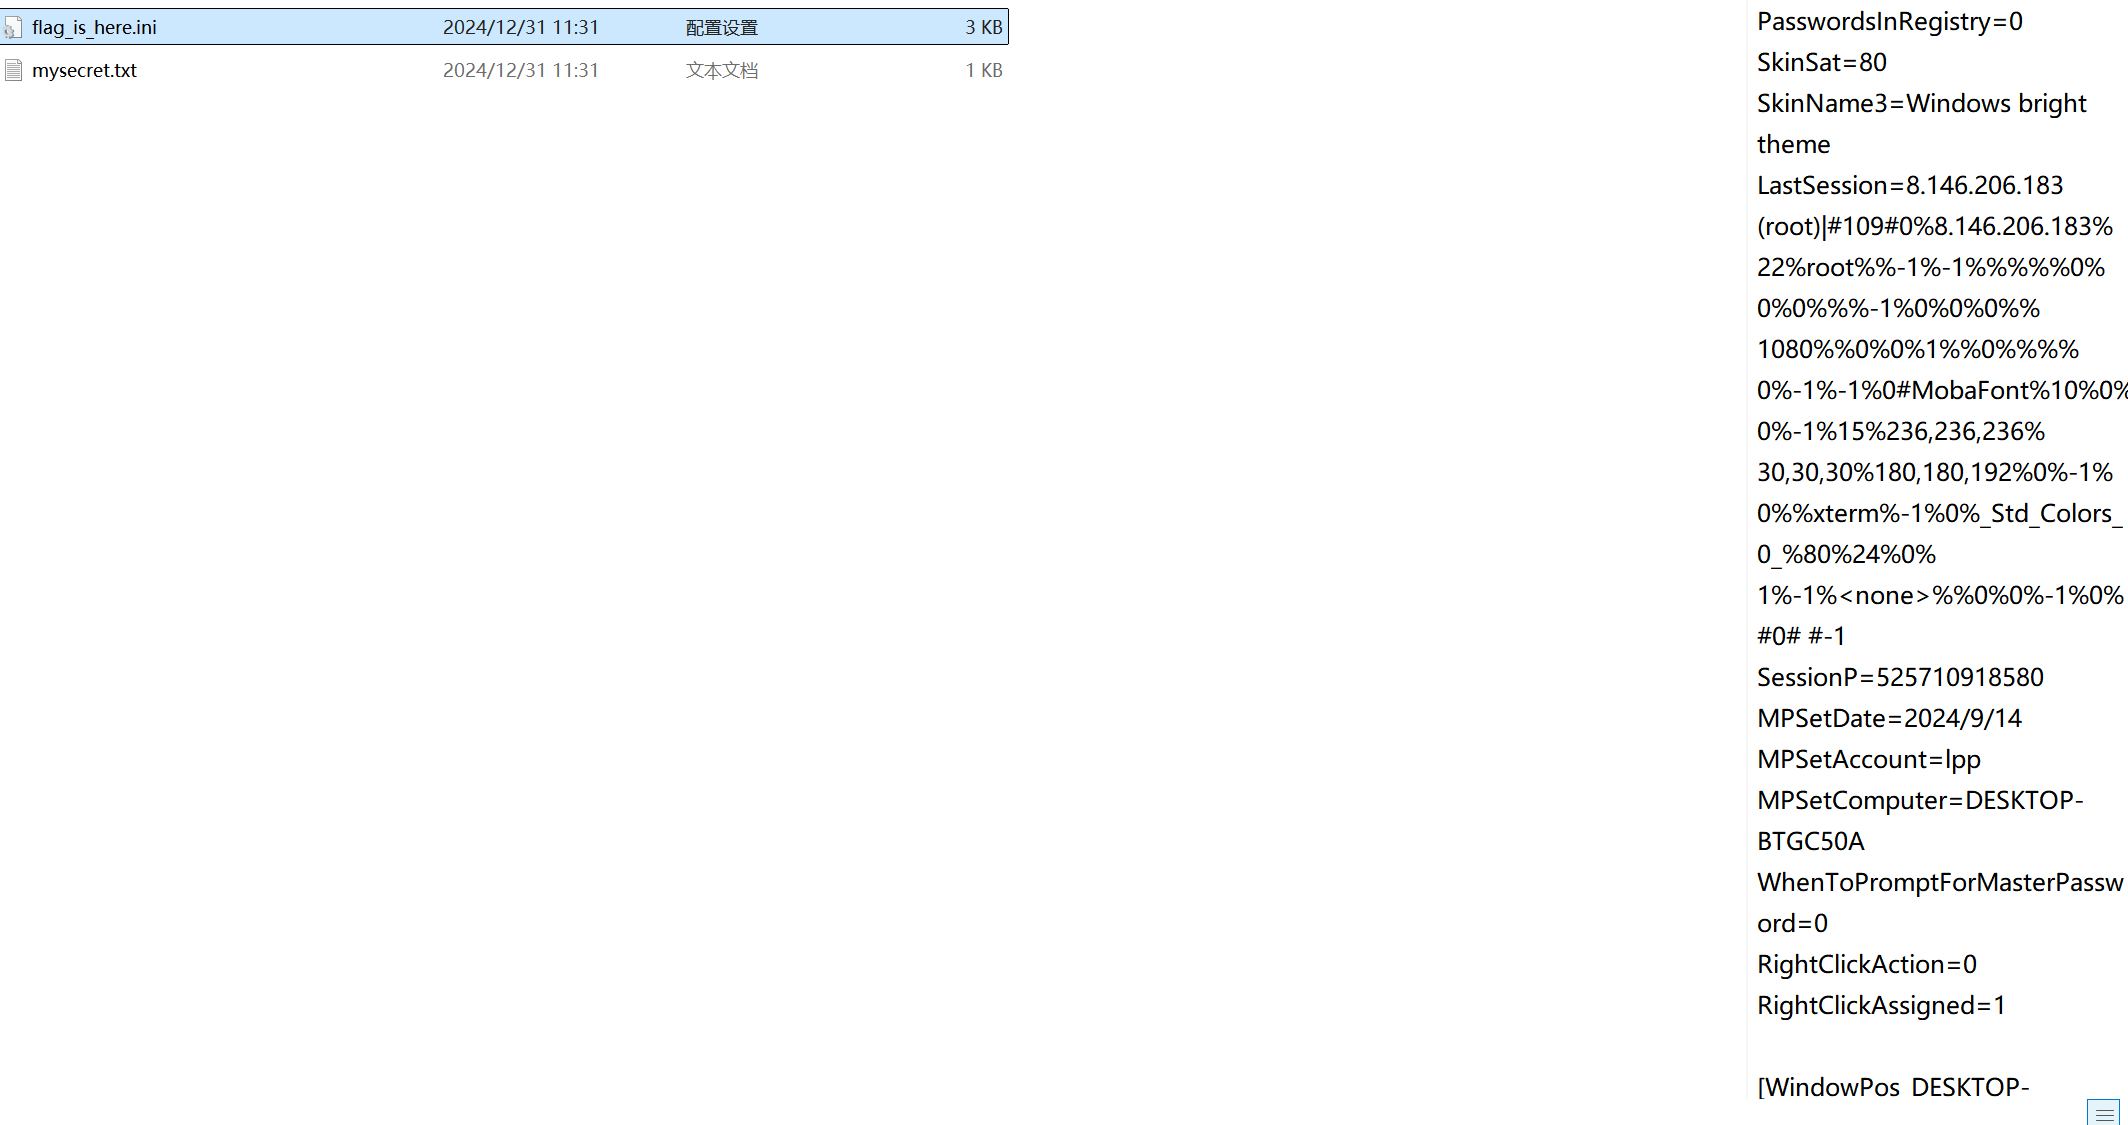 flag_is_here.ini 2024/12/31 11:31 配置设置 3 KB
mysecret.txt 2024/12/31 11:31 文本文档 1 KB
PasswordsInRegistry=0
SkinSat=80
SkinName3=Windows bright
theme
LastSession=8.146.206.183
(root)|#109#0%8.146.206.183%
22%root%%-1%-1%%%%%0%
0%0%%%-1%0%0%0%%
1080%%0%0%1%%0%%%%
0%-1%-1%0#MobaFont%10%0%
0%-1%15%236,236,236%
30,30,30%180,180,192%0%-1%
0%%xterm%-1%0%_Std_Colors_
0_%80%24%0%
1%-1%<none>%%0%0%-1%0%
#0# #-1
SessionP=525710918580
MPSetDate=2024/9/14
MPSetAccount=lpp
MPSetComputer=DESKTOP-
BTGC50A
WhenToPromptForMasterPassw
ord=0
RightClickAction=0
RightClickAssigned=1
[WindowPos_DESKTOP-